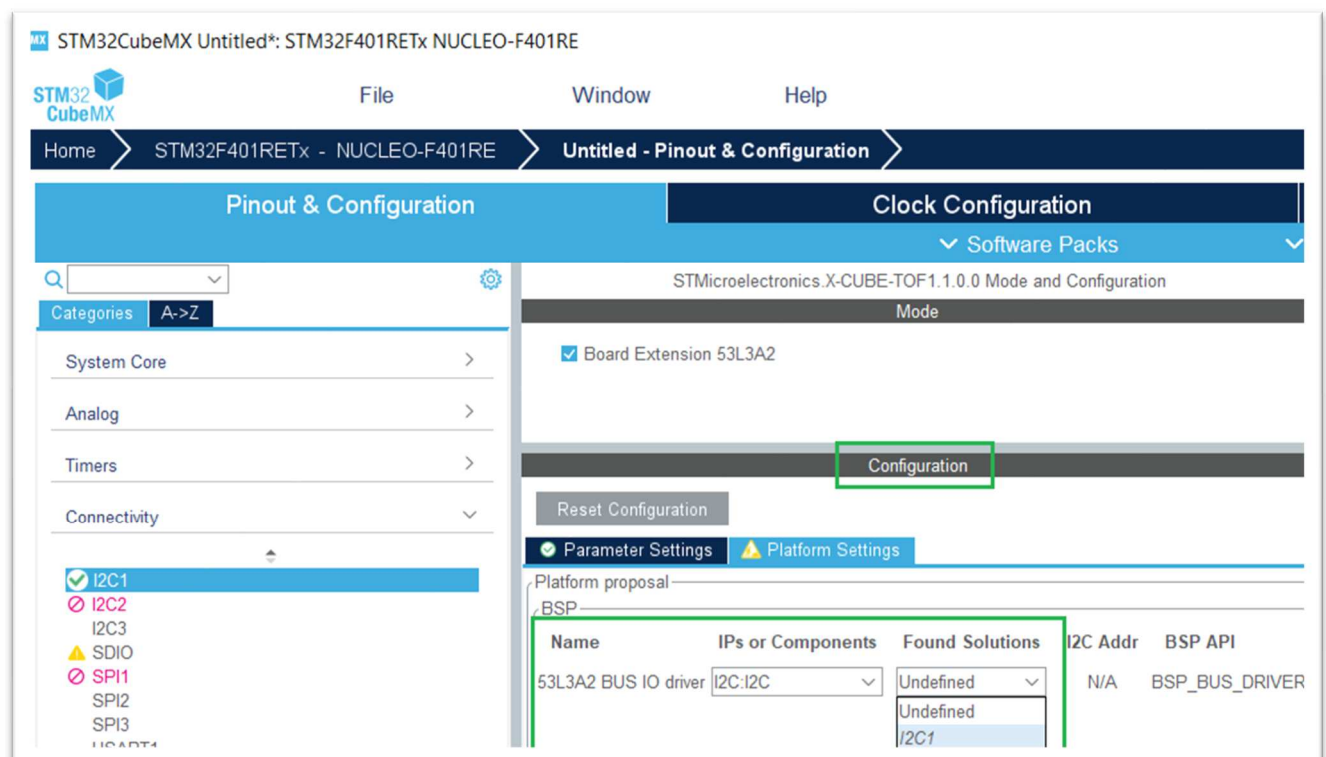 MX STM32CubeMX Untitled*: STM32F401RETx NUCLEO-F401RE
STM32
CubeMX
File Window Help
Home STM32F401RETx - NUCLEO-F401RE Untitled - Pinout & Configuration
Pinout & Configuration Clock Configuration
Software Packs
STMicroelectronics.X-CUBE-TOF1.1.0.0 Mode and Configuration
Categories A->Z
Mode
System Core
Board Extension 53L3A2
Analog
Timers
Configuration
Connectivity
Reset Configuration
Parameter Settings Platform Settings
I2C1
I2C2
I2C3
SDIO
SPI1
SPI2
SPI3
USART1
Platform proposal
BSP
Name IPs or Components Found Solutions I2C Addr BSP API
53L3A2 BUS IO driver I2C:I2C Undefined N/A BSP_BUS_DRIVER
Undefined
I2C1